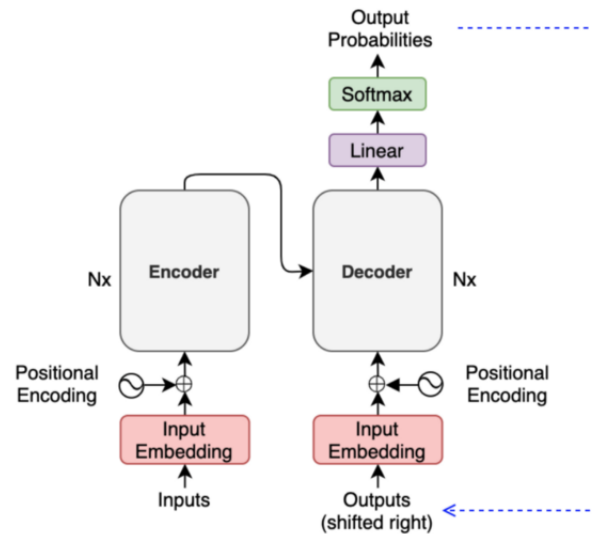 Output
Probabilities
Softmax
Linear
Encoder
Decoder
Nx
Nx
Positional
Encoding
Positional
Encoding
Input
Embedding
Input
Embedding
Inputs
Outputs
(shifted right)